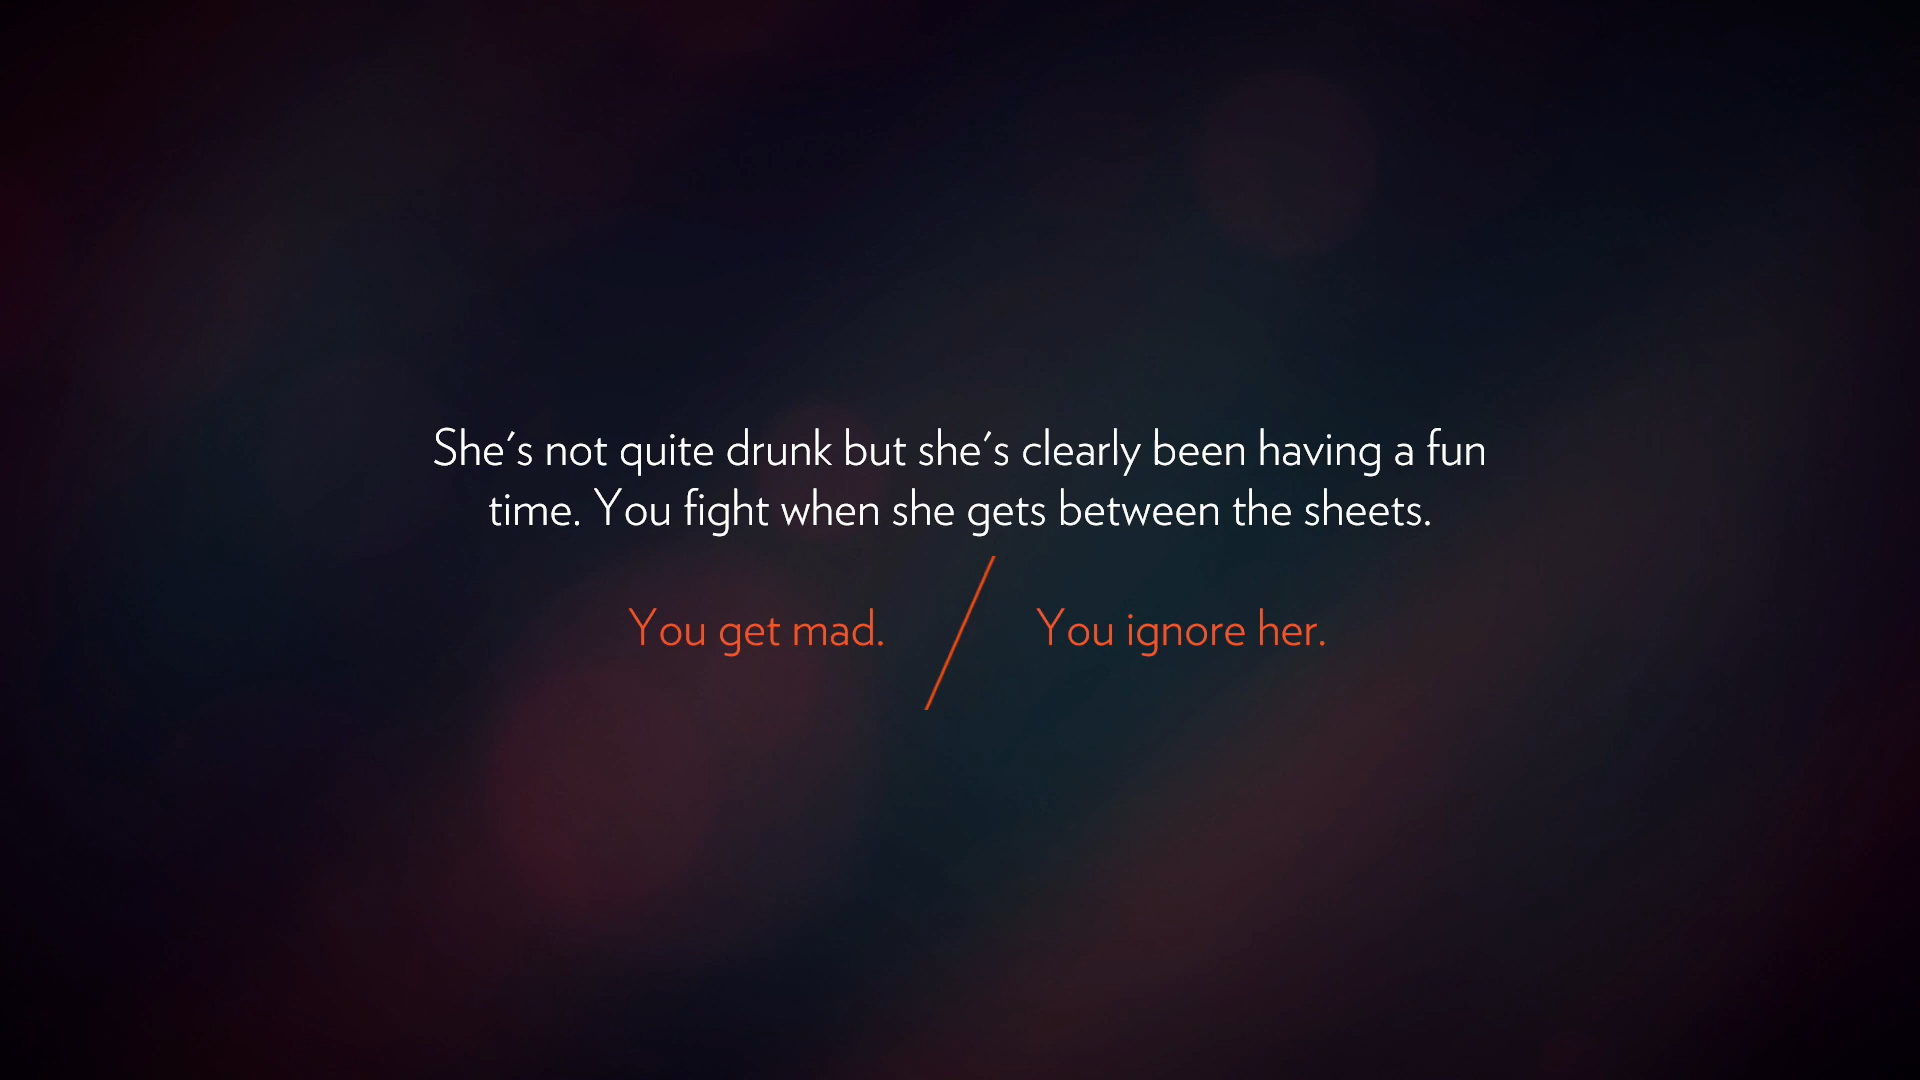 She's not quite drunk but she's clearly been having a fun
time. You fight when she gets between the sheets.
You get mad. / You ignore her.